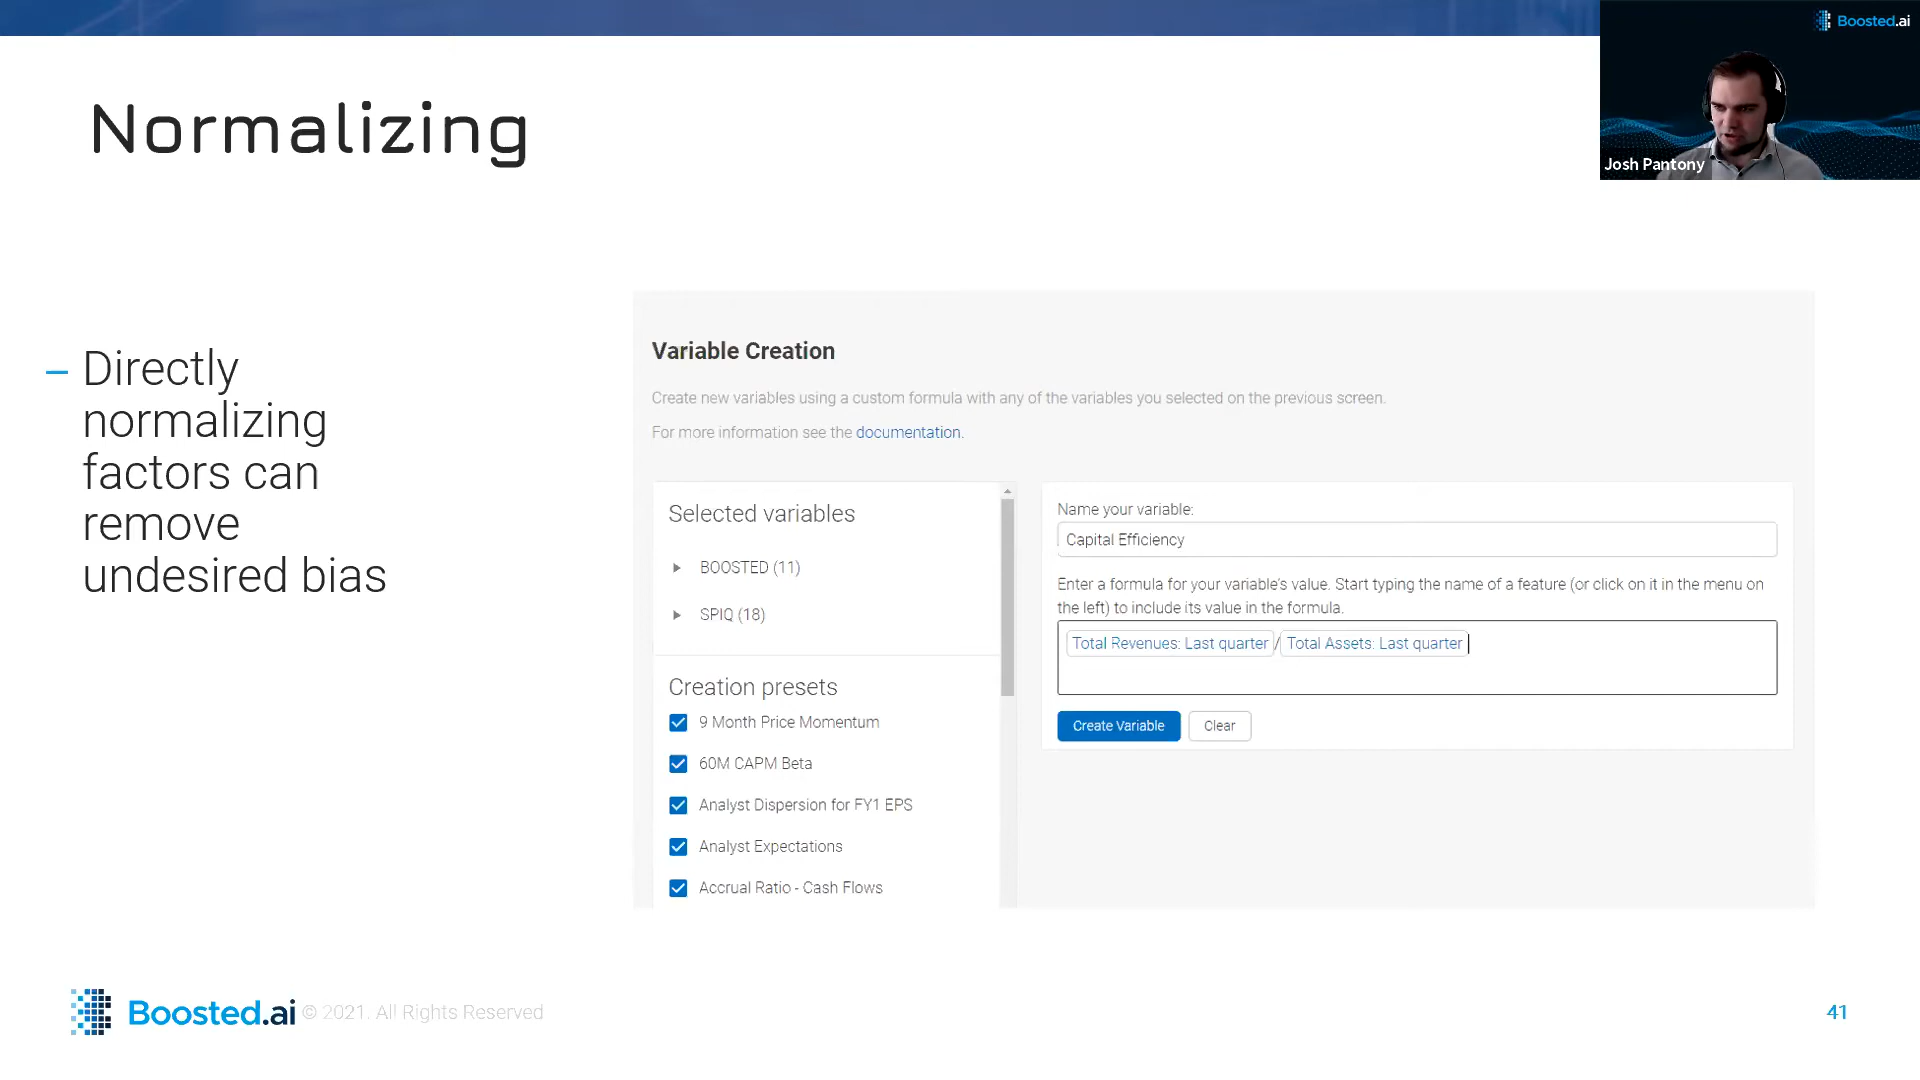 Boosted.ai
Normalizing
Josh Pantony
– Directly
normalizing
factors can
remove
undesired bias
Variable Creation
Create new variables using a custom formula with any of the variables you selected on the previous screen.
For more information see the documentation.
Selected variables
BOOSTED (11)
SPIQ (18)
Creation presets
9 Month Price Momentum
60M CAPM Beta
Analyst Dispersion for FY1 EPS
Analyst Expectations
Accrual Ratio - Cash Flows
Name your variable:
Capital Efficiency
Enter a formula for your variable's value. Start typing the name of a feature (or click on it in the menu on
the left) to include its value in the formula.
Total Revenues: Last quarter / Total Assets: Last quarter
Create Variable Clear
Boosted.ai © 2021. All Rights Reserved
41